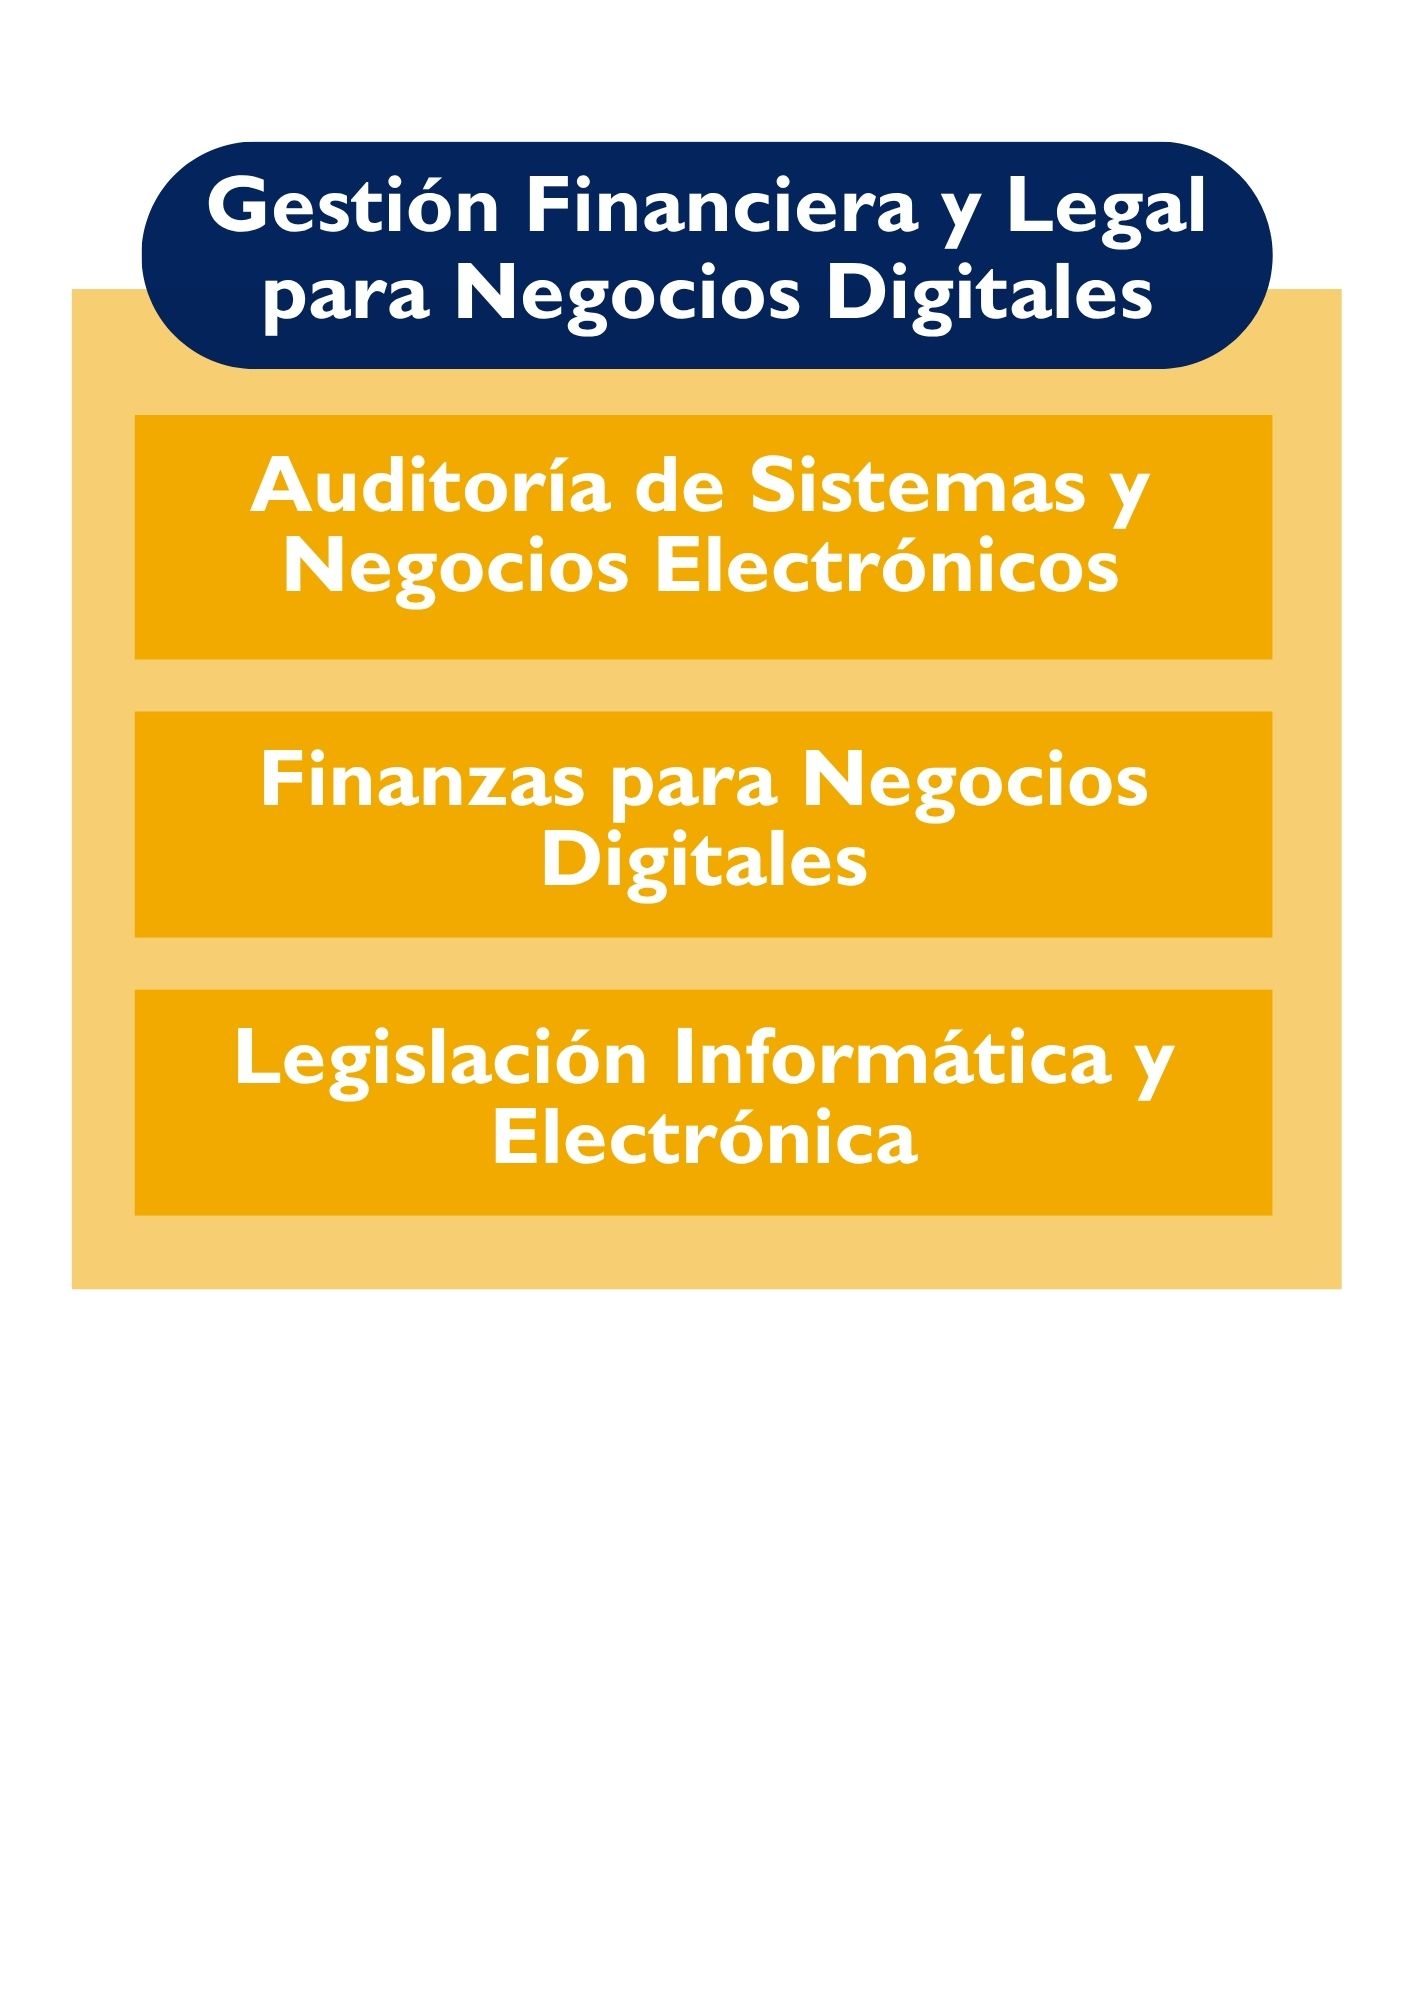 Gestión Financiera y Legal
para Negocios Digitales
Auditoría de Sistemas y
Negocios Electrónicos
Finanzas para Negocios
Digitales
Legislación Informática y
Electrónica